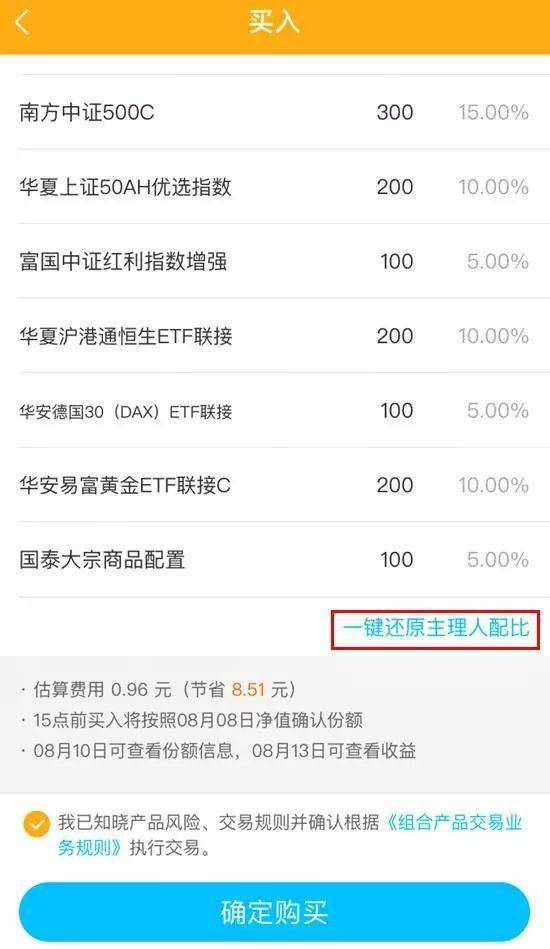 买入
南方中证500C 300 15.00%
华夏上证50AH优选指数 200 10.00%
富国中证红利指数增强 100 5.00%
华夏沪港通恒生ETF联接 200 10.00%
华安德国30（DAX）ETF联接 100 5.00%
华安易富黄金ETF联接C 200 10.00%
国泰大宗商品配置 100 5.00%
一键还原主理人配比
· 估算费用 0.96 元（节省 8.51 元）
· 15点前买入将按照08月08日净值确认份额
· 08月10日可查看份额信息，08月13日可查看收益
我已知晓产品风险、交易规则并确认根据《组合产品交易业
务规则》执行交易。
确定购买